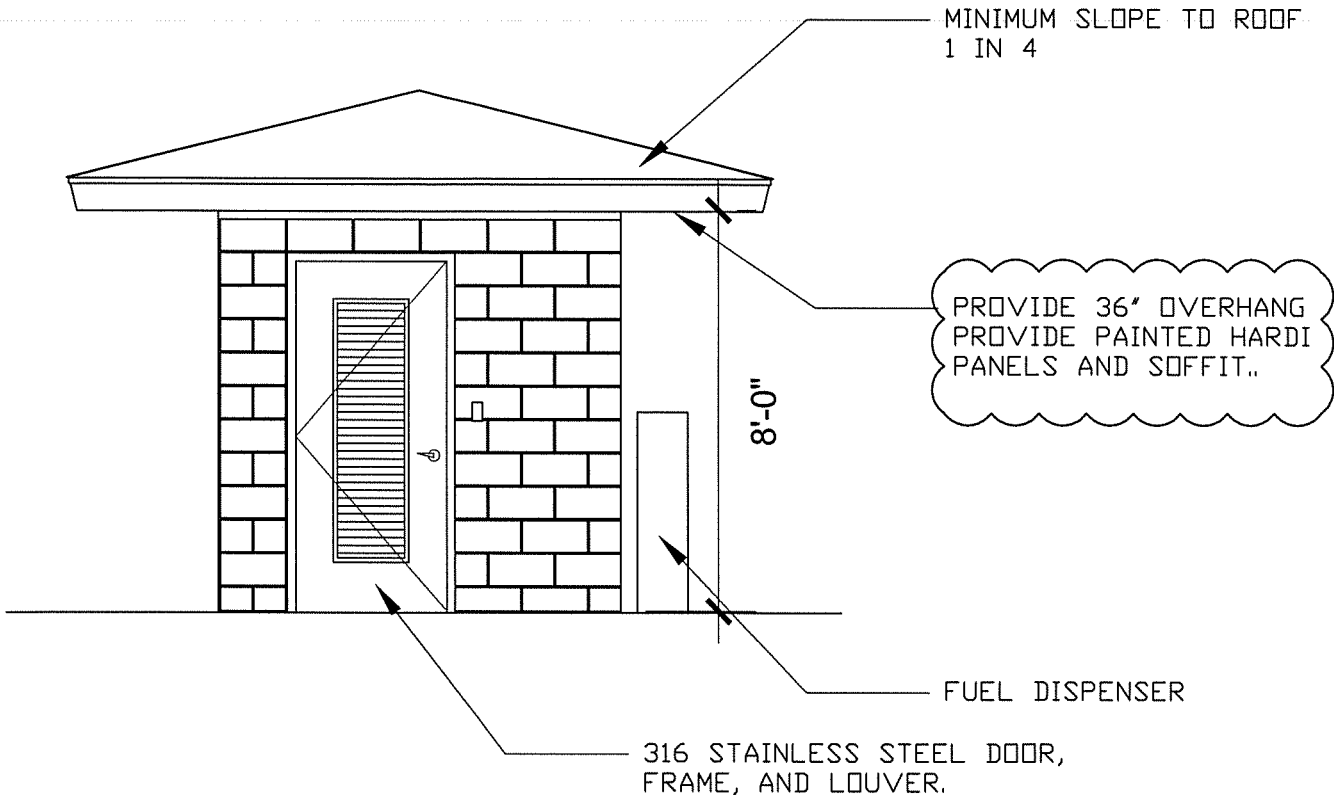 MINIMUM SLOPE TO ROOF
1 IN 4
PROVIDE 36" OVERHANG
PROVIDE PAINTED HARDI
PANELS AND SOFFIT..
8'-0"
FUEL DISPENSER
316 STAINLESS STEEL DOOR,
FRAME, AND LOUVER.